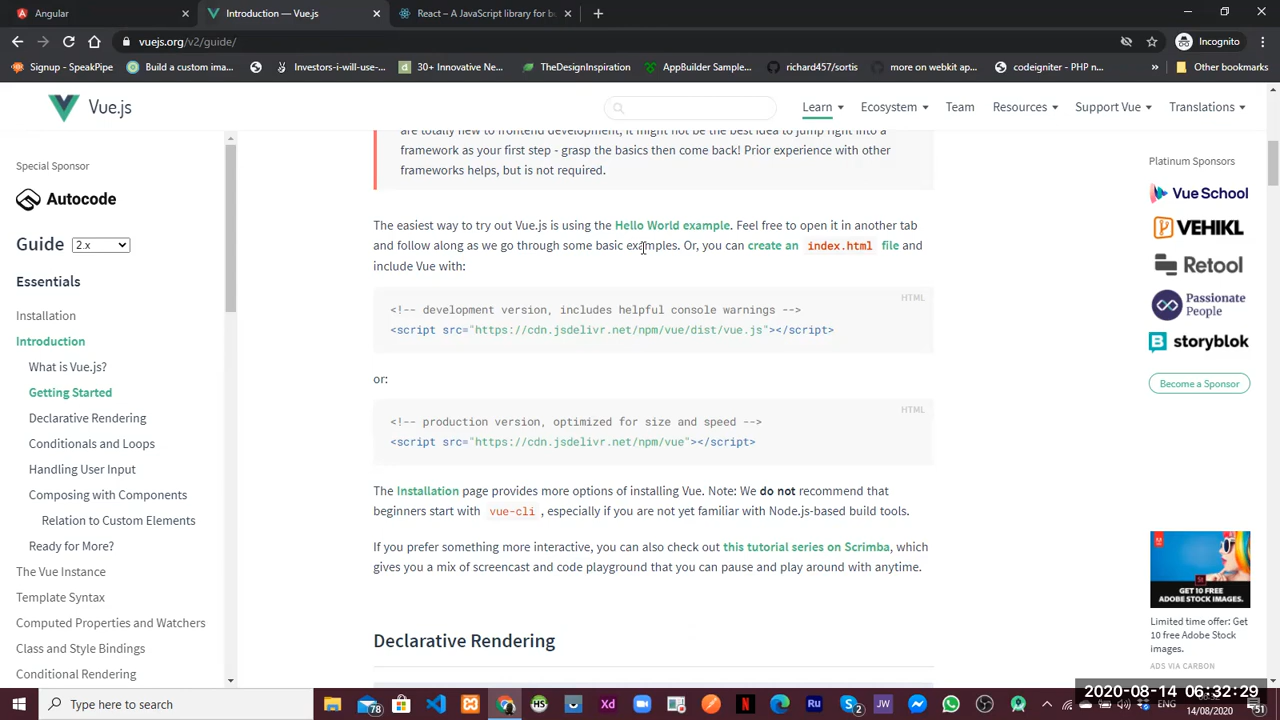 Angular
Introduction — Vue.js
React – A JavaScript library for bu
vuejs.org/v2/guide/
Incognito
Signup - SpeakPipe
Build a custom ima...
Investors-i-will-use-...
30+ Innovative Net...
TheDesignInspiration
AppBuilder Sample...
richard457/sortis
more on webkit ap...
codeigniter - PHP n...
»
Other bookmarks
Vue.js
Learn
Ecosystem
Team
Resources
Support Vue
Translations
Special Sponsor
Autocode
Guide 2.x
Essentials
Installation
Introduction
What is Vue.js?
Getting Started
Declarative Rendering
Conditionals and Loops
Handling User Input
Composing with Components
Relation to Custom Elements
Ready for More?
The Vue Instance
Template Syntax
Computed Properties and Watchers
Class and Style Bindings
Conditional Rendering
are totally new to frontend development, it might not be the best idea to jump right into a
framework as your first step - grasp the basics then come back! Prior experience with other
frameworks helps, but is not required.
The easiest way to try out Vue.js is using the Hello World example. Feel free to open it in another tab
and follow along as we go through some basic examples. Or, you can create an index.html file and
include Vue with:
HTML
<!-- development version, includes helpful console warnings -->
<script src="https://cdn.jsdelivr.net/npm/vue/dist/vue.js"></script>
or:
HTML
<!-- production version, optimized for size and speed -->
<script src="https://cdn.jsdelivr.net/npm/vue"></script>
The Installation page provides more options of installing Vue. Note: We do not recommend that
beginners start with vue-cli , especially if you are not yet familiar with Node.js-based build tools.
If you prefer something more interactive, you can also check out this tutorial series on Scrimba, which
gives you a mix of screencast and code playground that you can pause and play around with anytime.
Declarative Rendering
Platinum Sponsors
Vue School
VEHIKL
Retool
Passionate
People
storyblok
Become a Sponsor
GET 10 FREE
ADOBE STOCK IMAGES.
Limited time offer: Get
10 free Adobe Stock
images.
ADS VIA CARBON
Type here to search
78
HS
Xd
N
Ru
2
JW
ENG
2020-08-14 06:32:29
14/08/2020
51